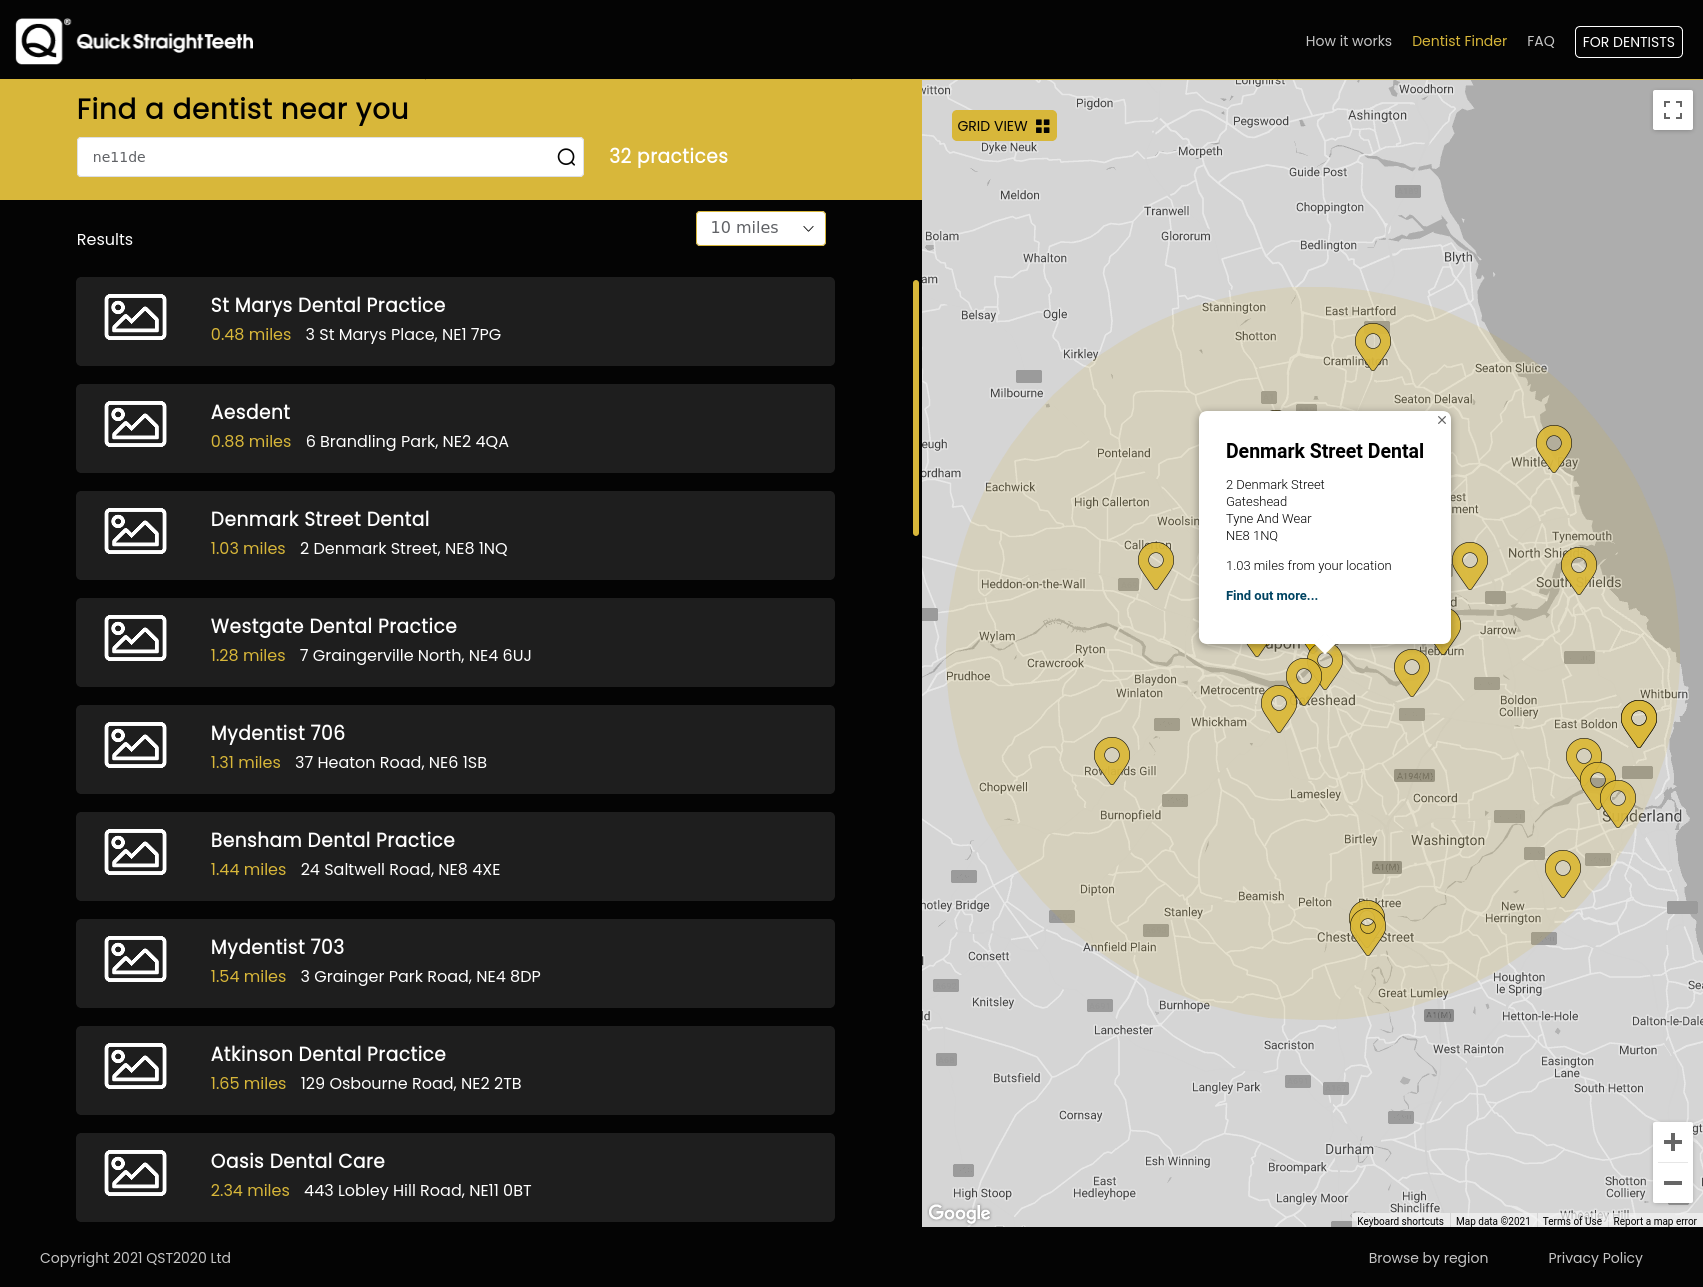 Q® QuickStraightTeeth
How it works
Dentist Finder
FAQ
FOR DENTISTS
Find a dentist near you
ne11de
32 practices
Results
10 miles
St Marys Dental Practice
0.48 miles 3 St Marys Place, NE1 7PG
Aesdent
0.88 miles 6 Brandling Park, NE2 4QA
Denmark Street Dental
1.03 miles 2 Denmark Street, NE8 1NQ
Westgate Dental Practice
1.28 miles 7 Graingerville North, NE4 6UJ
Mydentist 706
1.31 miles 37 Heaton Road, NE6 1SB
Bensham Dental Practice
1.44 miles 24 Saltwell Road, NE8 4XE
Mydentist 703
1.54 miles 3 Grainger Park Road, NE4 8DP
Atkinson Dental Practice
1.65 miles 129 Osbourne Road, NE2 2TB
Oasis Dental Care
2.34 miles 443 Lobley Hill Road, NE11 0BT
GRID VIEW
Longhirst
Woodhorn
Pigdon
Ashington
Pegswood
Dyke Neuk
Morpeth
Guide Post
Meldon
Tranwell
Choppington
Bolam
Glororum
Bedlington
Whalton
Blyth
Stannington
Belsay
Ogle
East Hartford
Shotton
Kirkley
Cramlington
Seaton Sluice
Milbourne
Seaton Delaval
Ponteland
Whitley Bay
Eachwick
High Callerton
Woolsin
Denmark Street Dental
2 Denmark Street
Gateshead
Tyne And Wear
NE8 1NQ
1.03 miles from your location
Find out more...
Tynemouth
North Shie
South Shields
Heddon-on-the-Wall
Jarrow
Wylam
Ryton
Crawcrook
Hebburn
Prudhoe
Blaydon
Winlaton
Metrocentre
Whickham
Boldon
Colliery
Whitburn
East Boldon
Rowlands Gill
A194(M)
Chopwell
Lamesley
Concord
Burnopfield
Sunderland
Birtley
Washington
A1(M)
Dipton
Beamish
Pelton
New
Herrington
otley Bridge
Stanley
Annfield Plain
Consett
Houghton
le Spring
Great Lumley
Knitsley
Burnhope
A1(M)
Hetton-le-Hole
Lanchester
Dalton-le-Dale
Sacriston
West Rainton
Murton
Easington
Lane
Butsfield
Langley Park
South Hetton
Cornsay
Durham
Esh Winning
Broompark
East
Hedleyhope
High Stoop
Langley Moor
High
Shincliffe
Shotton
Colliery
Google
Keyboard shortcuts
Map data ©2021
Terms of Use
Report a map error
Copyright 2021 QST2020 Ltd
Browse by region
Privacy Policy